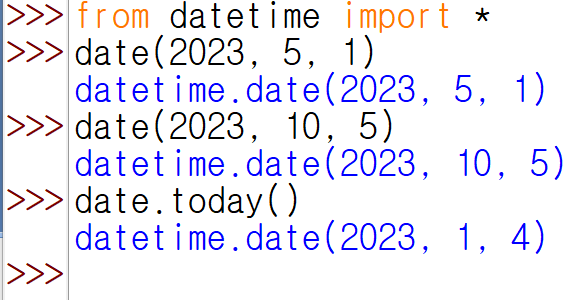 >>> from datetime import *
>>> date(2023, 5, 1)
datetime.date(2023, 5, 1)
>>> date(2023, 10, 5)
datetime.date(2023, 10, 5)
>>> date.today()
datetime.date(2023, 1, 4)
>>>